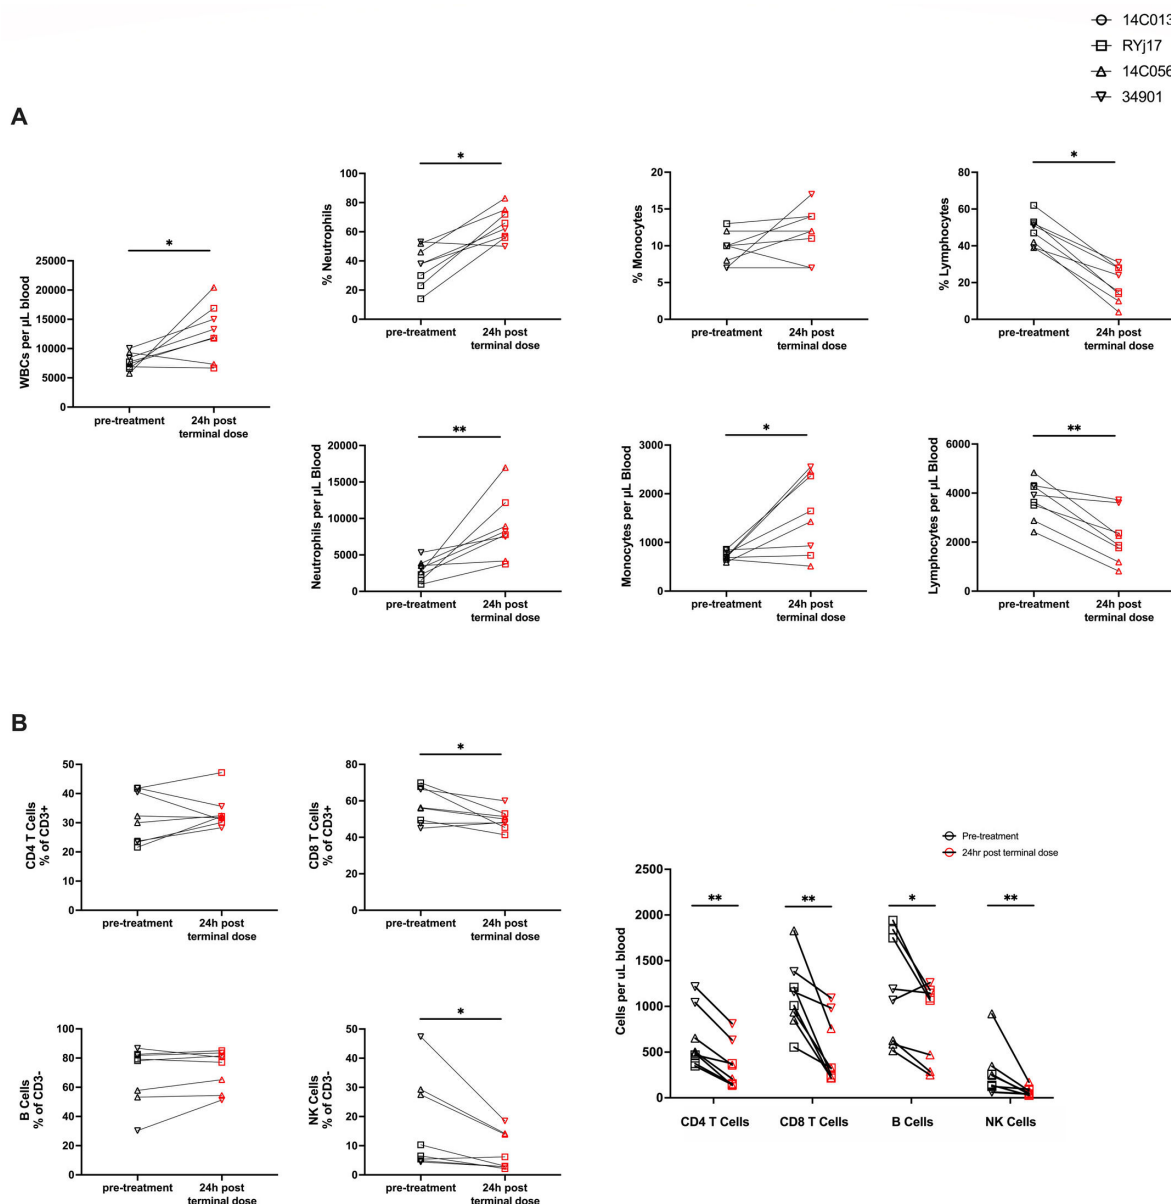 14C013
RYj17
14C056
34901
A
WBCs per µL blood
25000
20000
15000
10000
5000
0
pre-treatment
24h post
terminal dose
*
% Neutrophils
100
80
60
40
20
0
pre-treatment
24h post
terminal dose
*
% Monocytes
20
15
10
5
0
pre-treatment
24h post
terminal dose
% Lymphocytes
80
60
40
20
0
pre-treatment
24h post
terminal dose
*
Neutrophils per µL Blood
20000
15000
10000
5000
0
pre-treatment
24h post
terminal dose
**
Monocytes per µL Blood
3000
2000
1000
0
pre-treatment
24h post
terminal dose
*
Lymphocytes per µL Blood
6000
4000
2000
0
pre-treatment
24h post
terminal dose
**
B
CD4 T Cells
% of CD3+
50
40
30
20
10
0
pre-treatment
24h post
terminal dose
CD8 T Cells
% of CD3+
80
60
40
20
0
pre-treatment
24h post
terminal dose
*
B Cells
% of CD3-
100
80
60
40
20
0
pre-treatment
24h post
terminal dose
NK Cells
% of CD3-
50
40
30
20
10
0
pre-treatment
24h post
terminal dose
*
Pre-treatment
24hr post terminal dose
Cells per uL blood
2500
2000
1500
1000
500
0
**
**
*
**
CD4 T Cells
CD8 T Cells
B Cells
NK Cells